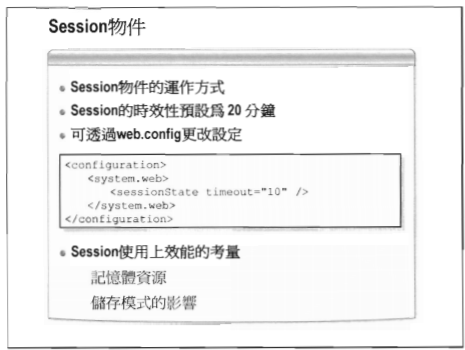 Session物件
Session物件的運作方式
Session的時效性預設爲 20 分鐘
可透過web.config更改設定
<configuration>
<system.web>
<sessionState timeout="10" />
</system.web>
</configuration>
Session使用上效能的考量
記憶體資源
儲存模式的影響